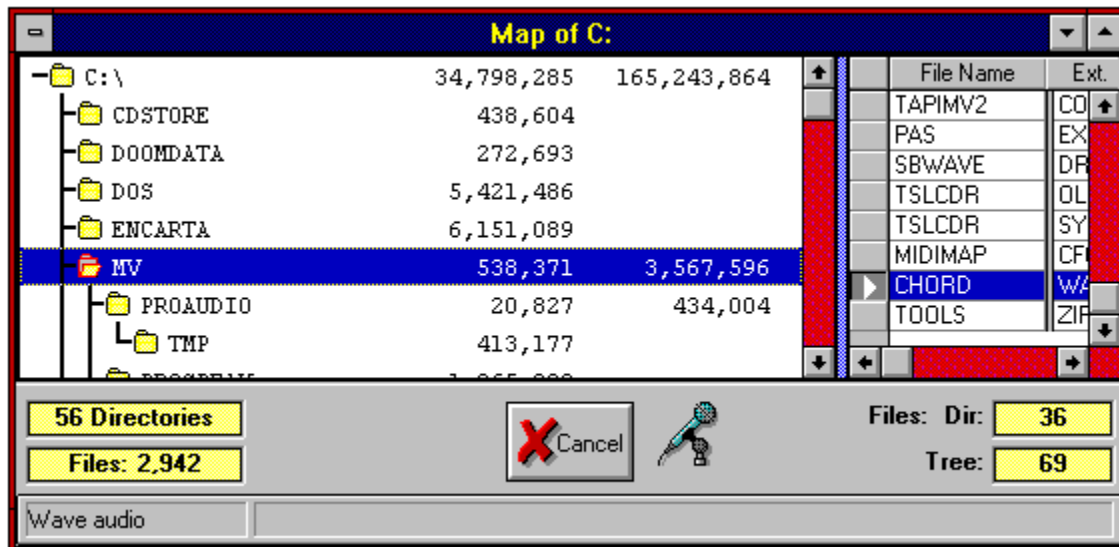 Map of C:
C:\ 34,798,285 165,243,864
CDSTORE 438,604
DOOMDATA 272,693
DOS 5,421,486
ENCARTA 6,151,089
MV 538,371 3,567,596
PROAUDIO 20,827 434,004
TMP 413,177
File Name Ext.
TAPIMV2 CO
PAS EX
SBWAVE DR
TSLCDR OL
TSLCDR SY
MIDIMAP CF
CHORD WA
TOOLS ZIP
56 Directories
Files: 2,942
Cancel
Files: Dir: 36
Tree: 69
Wave audio